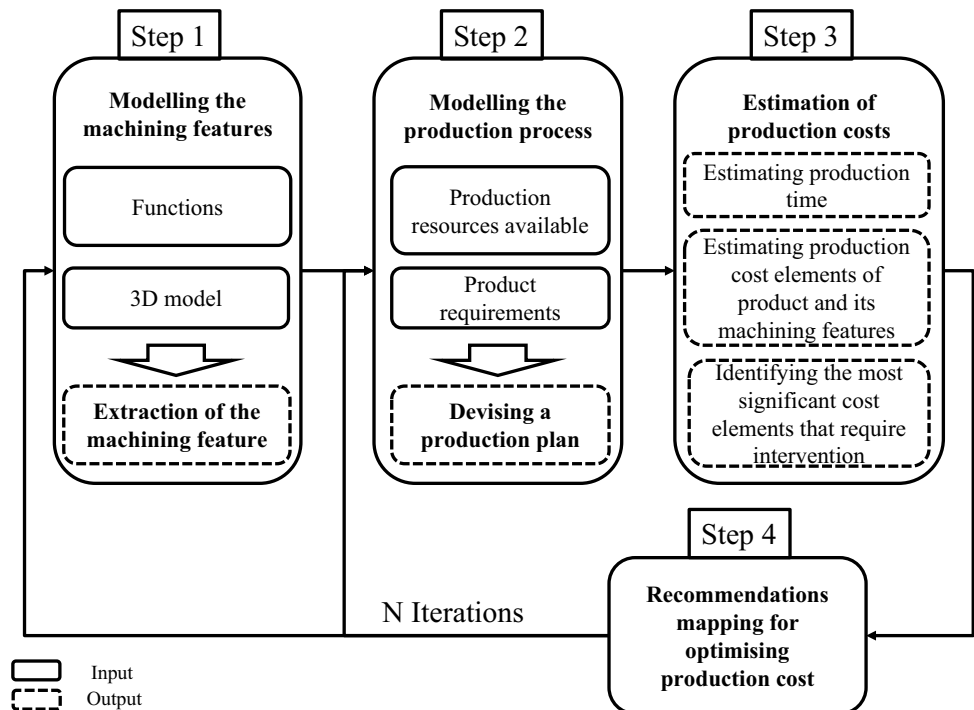 Step 1
Modelling the
machining features
Functions
3D model
Extraction of the
machining feature
Step 2
Modelling the
production process
Production
resources available
Product
requirements
Devising a
production plan
Step 3
Estimation of
production costs
Estimating production
time
Estimating production
cost elements of
product and its
machining features
Identifying the most
significant cost
elements that require
intervention
Step 4
Recommendations
mapping for
optimising
production cost
N Iterations
Input
Output